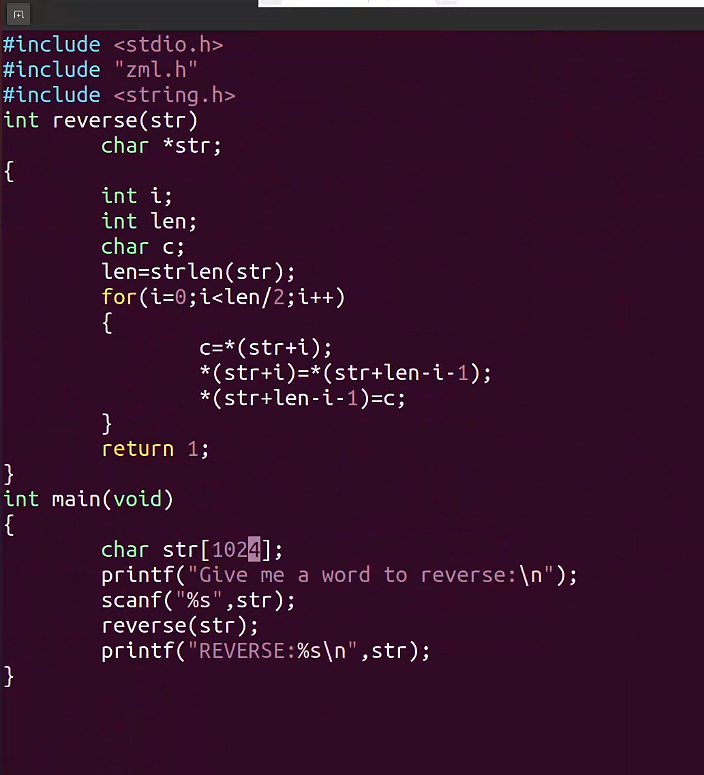 #include <stdio.h>
#include "zml.h"
#include <string.h>
int reverse(str)
        char *str;
{
        int i;
        int len;
        char c;
        len=strlen(str);
        for(i=0;i<len/2;i++)
        {
                c=*(str+i);
                *(str+i)=*(str+len-i-1);
                *(str+len-i-1)=c;
        }
        return 1;
}
int main(void)
{
        char str[1024];
        printf("Give me a word to reverse:\n");
        scanf("%s",str);
        reverse(str);
        printf("REVERSE:%s\n",str);
}